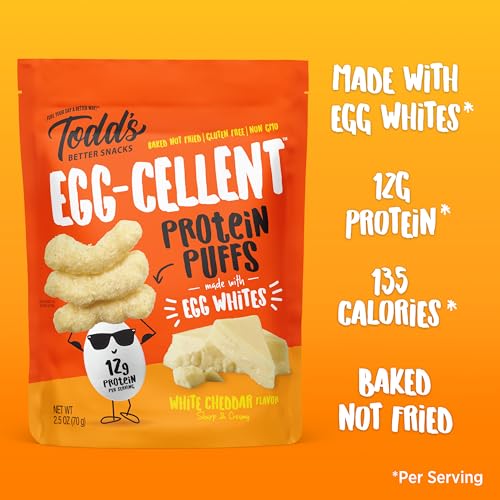 FUEL YOUR DAY A BETTER WAY!™
Todd's
BETTER SNACKS
BAKED NOT FRIED | GLUTEN FREE | NON GMO
EGG-CELLENT™
PROTEIN
PUFFS
made with
EGG WHITES
12g
PROTEIN
PER SERVING
WHITE CHEDDAR FLAVOR
Sharp & Creamy
NET WT
2.5 OZ (70 g)
MADE WITH
EGG WHITES*
12G
PROTEIN*
135
CALORIES*
BAKED
NOT FRIED
*Per Serving